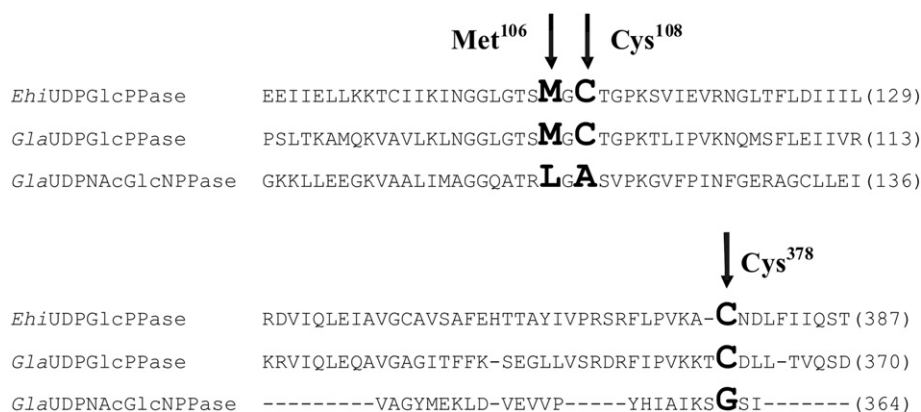 Met106 Cys108
EhiUDPGlcPPase EEIIELLKKTCIIKINGGLGTSMGCTGPKSVIEVRNGLTFLDIIIL(129)
GlaUDPGlcPPase PSLTKAMQKVAVLKLNGGLGTSMGCTGPKTLIPVKNQMSFLEIIVR(113)
GlaUDPNAcGlcNPPase GKKLLEEGKVAALIMAGGQATRLGASVPKGVFPINFGERAGCLLEI(136)
Cys378
EhiUDPGlcPPase RDVIQLEIAVGCAVSAFEHTTAYIVPRSRFLPVKA-CNDLFIIQST(387)
GlaUDPGlcPPase KRVIQLEQAVGAGITFFK-SEGLLVSRDRFIPVKKTCDLL-TVQSD(370)
GlaUDPNAcGlcNPPase ---------VAGYMEKLD-VEVVP-----YHIAIKSGSSI-------(364)